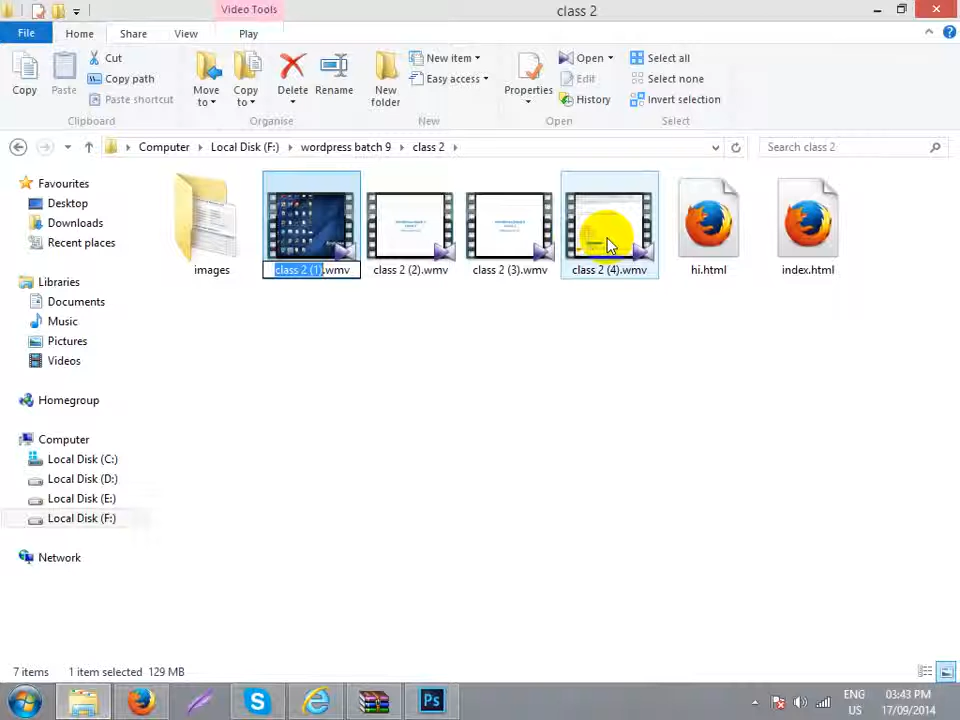 Video Tools
class 2
File
Home
Share
View
Play
Copy
Paste
Cut
Copy path
Paste shortcut
Clipboard
Move to
Copy to
Delete
Rename
Organise
New folder
New item
Easy access
New
Properties
Open
Edit
History
Open
Select all
Select none
Invert selection
Select
Computer
Local Disk (F:)
wordpress batch 9
class 2
Search class 2
Favourites
Desktop
Downloads
Recent places
Libraries
Documents
Music
Pictures
Videos
Homegroup
Computer
Local Disk (C:)
Local Disk (D:)
Local Disk (E:)
Local Disk (F:)
Network
images
class 2 (1).wmv
class 2 (2).wmv
class 2 (3).wmv
class 2 (4).wmv
hi.html
index.html
7 items
1 item selected 129 MB
Ps
ENG
US
03:43 PM
17/09/2014